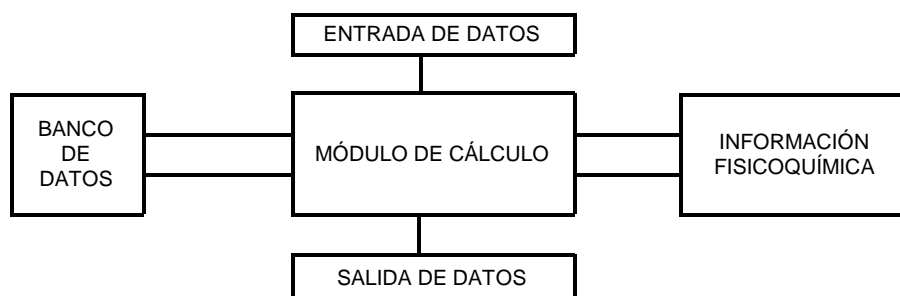 ENTRADA DE DATOS
BANCO
DE
DATOS
MÓDULO DE CÁLCULO
INFORMACIÓN
FISICOQUÍMICA
SALIDA DE DATOS